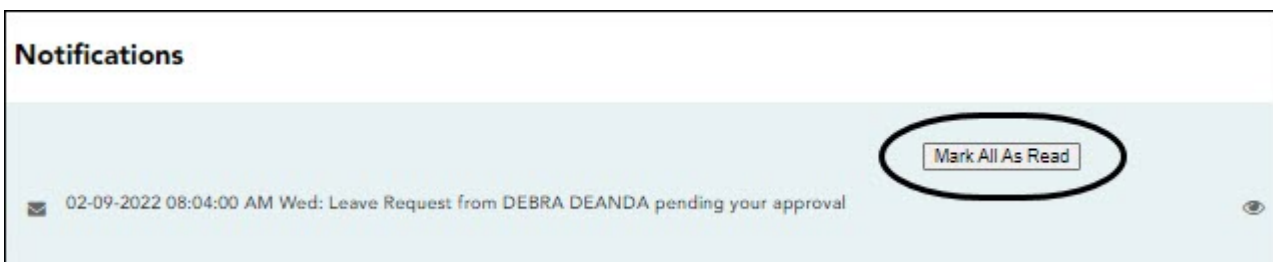 Notifications
Mark All As Read
02-09-2022 08:04:00 AM Wed: Leave Request from DEBRA DEANDA pending your approval